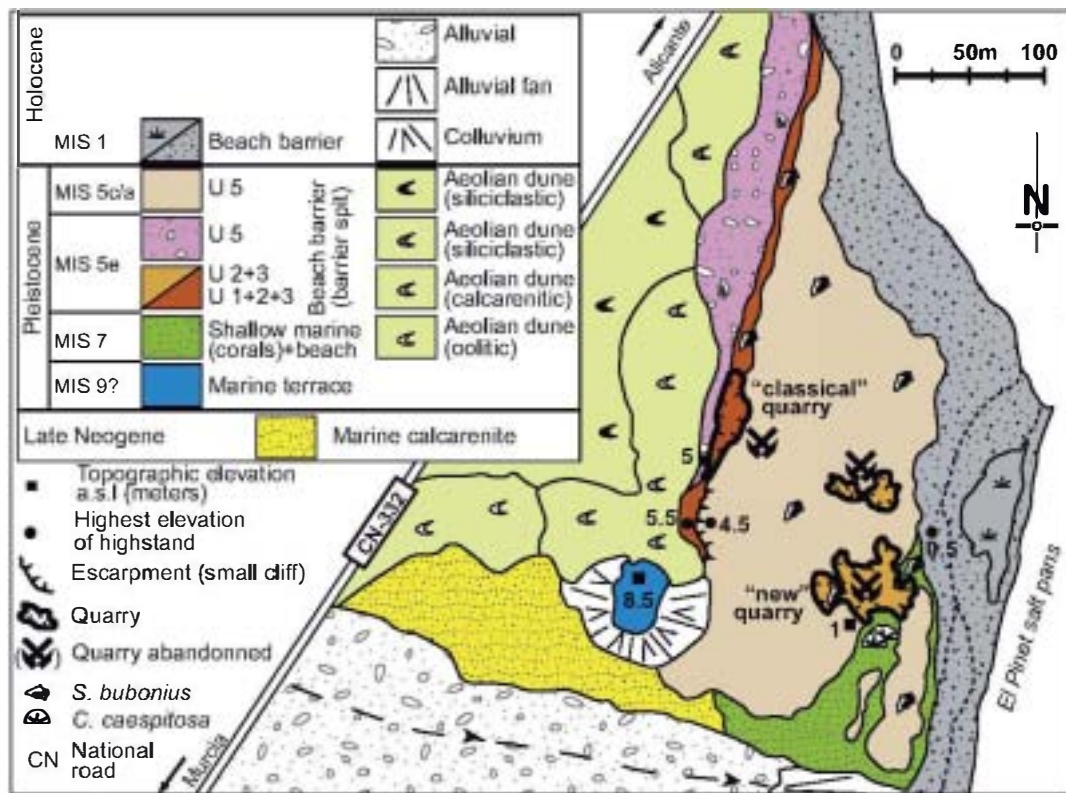 Holocene
MIS 1
Beach barrier
Alluvial
Alluvial fan
Colluvium
Pleistocene
MIS 5c/a
U 5
MIS 5e
U 5
U 2+3
U 1+2+3
MIS 7
Shallow marine
(corals)+beach
MIS 9?
Marine terrace
Beach barrier
(barrier spit)
Aeolian dune
(siliciclastic)
Aeolian dune
(siliciclastic)
Aeolian dune
(calcarenitic)
Aeolian dune
(oolitic)
Late Neogene
Marine calcarenite
Topographic elevation
a.s.l (meters)
Highest elevation
of highstand
Escarpment (small cliff)
Quarry
Quarry abandonned
S. bubonius
C. caespitosa
CN National
road
Alicante
0 50m 100
N
"classical"
quarry
5
5.5
4.5
0.5
8.5
"new"
quarry
1
CN-332
Murcia
El Pinet salt pans